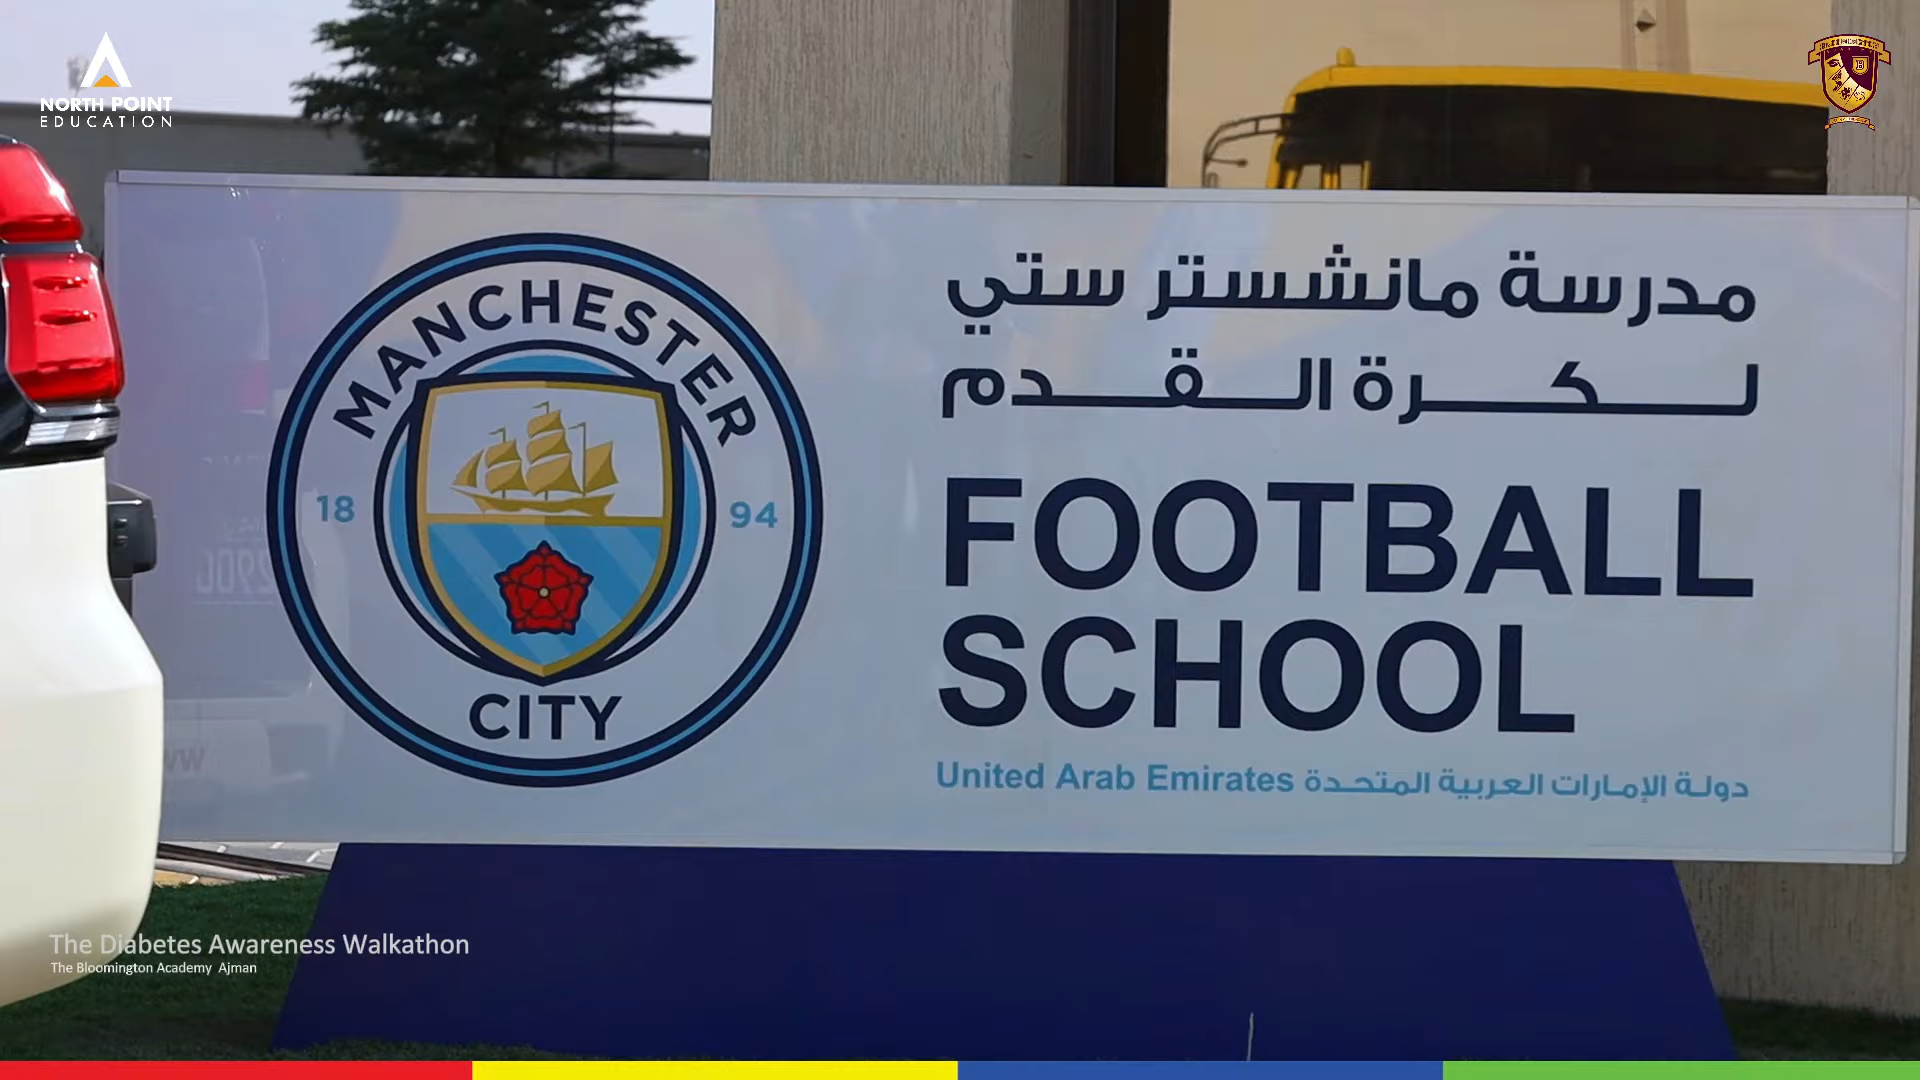 NORTH POINT
EDUCATION
MANCHESTER
18 94
CITY
مدرسة مانشستر ستي
لكرة القدم
FOOTBALL
SCHOOL
United Arab Emirates دولة الإمارات العربية المتحدة
The Diabetes Awareness Walkathon
The Bloomington Academy Ajman